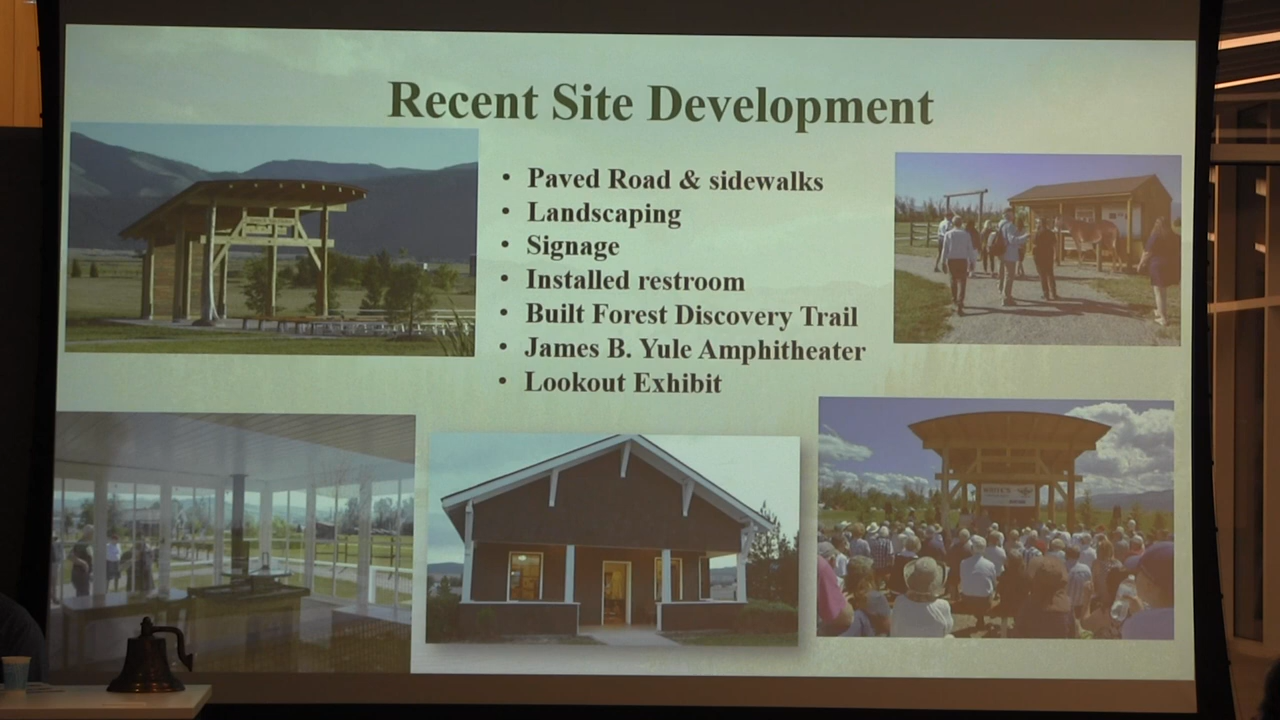 Recent Site Development
• Paved Road & sidewalks
• Landscaping
• Signage
• Installed restroom
• Built Forest Discovery Trail
• James B. Yule Amphitheater
• Lookout Exhibit